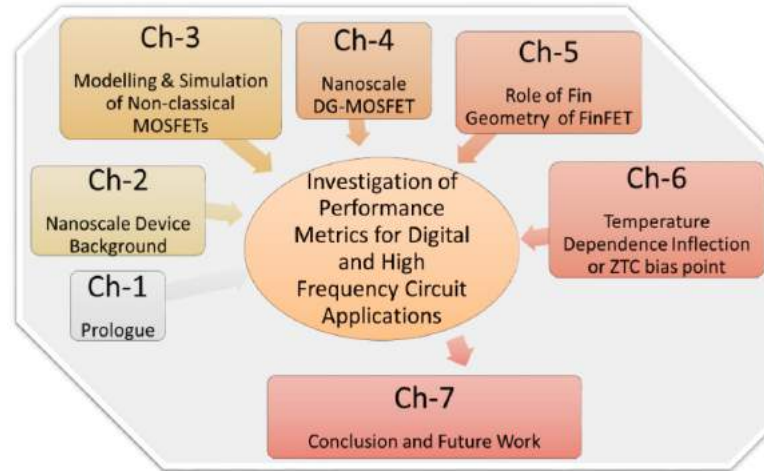 Ch-3
Modelling & Simulation
of Non-classical
MOSFETs
Ch-4
Nanoscale
DG-MOSFET
Ch-5
Role of Fin
Geometry of FinFET
Ch-2
Nanoscale Device
Background
Ch-1
Prologue
Investigation of
Performance
Metrics for Digital
and High
Frequency Circuit
Applications
Ch-6
Temperature
Dependence Inflection
or ZTC bias point
Ch-7
Conclusion and Future Work